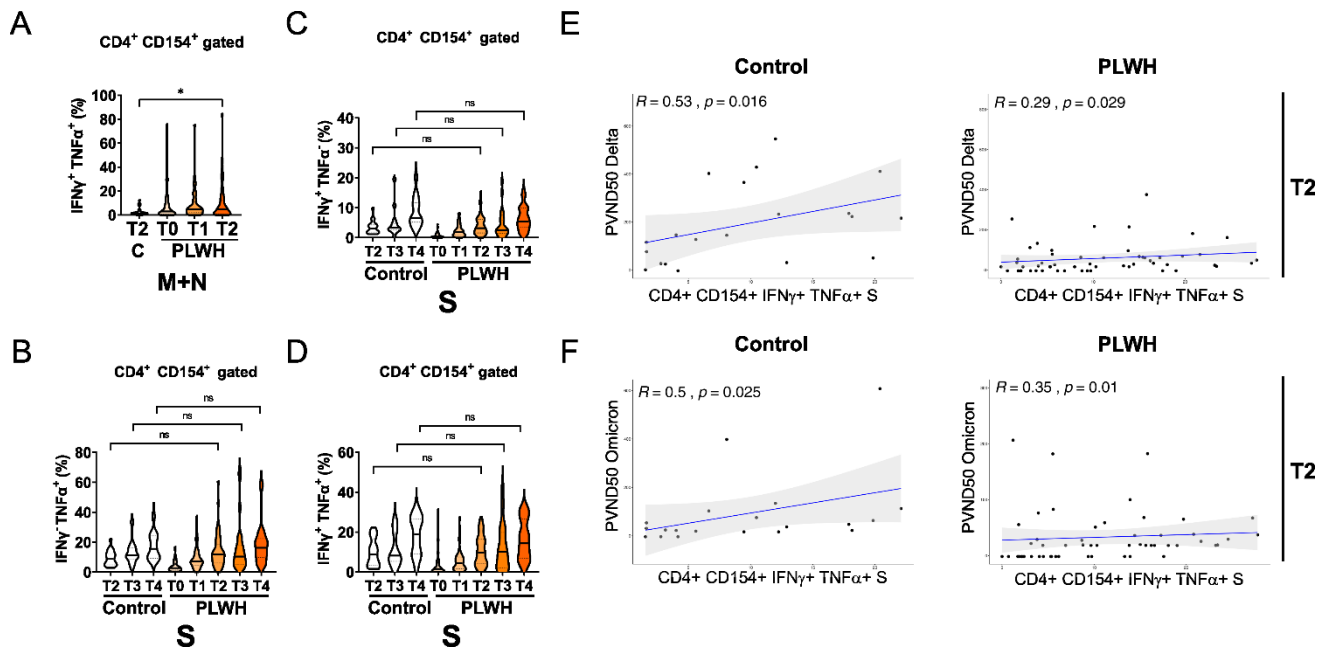 A
CD4+ CD154+ gated
IFNγ+ TNFα+ (%)
100
80
60
40
20
0
T2 T0 T1 T2
C PLWH
M+N
B
CD4+ CD154+ gated
IFNγ- TNFα+ (%)
80
60
40
20
0
ns
ns
ns
T2 T3 T4 T0 T1 T2 T3 T4
Control PLWH
S
C
CD4+ CD154+ gated
IFNγ+ TNFα- (%)
50
40
30
20
10
0
ns
ns
ns
T2 T3 T4 T0 T1 T2 T3 T4
Control PLWH
S
D
CD4+ CD154+ gated
IFNγ+ TNFα+ (%)
60
40
20
0
ns
ns
ns
T2 T3 T4 T0 T1 T2 T3 T4
Control PLWH
S
E
Control
R = 0.53 , p = 0.016
PVND50 Delta
CD4+ CD154+ IFNγ+ TNFα+ S
PLWH
R = 0.29 , p = 0.029
PVND50 Delta
CD4+ CD154+ IFNγ+ TNFα+ S
T2
F
Control
R = 0.5 , p = 0.025
PVND50 Omicron
CD4+ CD154+ IFNγ+ TNFα+ S
PLWH
R = 0.35 , p = 0.01
PVND50 Omicron
CD4+ CD154+ IFNγ+ TNFα+ S
T2